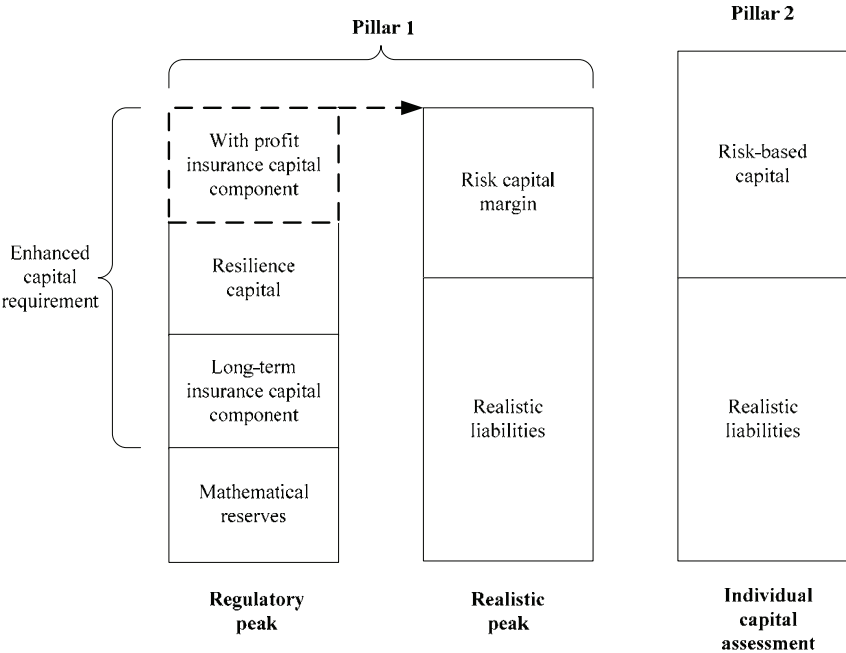 Pillar 1
Pillar 2
With profit
insurance capital
component
Risk capital
margin
Risk-based
capital
Enhanced
capital
requirement
Resilience
capital
Long-term
insurance capital
component
Realistic
liabilities
Realistic
liabilities
Mathematical
reserves
Regulatory
peak
Realistic
peak
Individual
capital
assessment